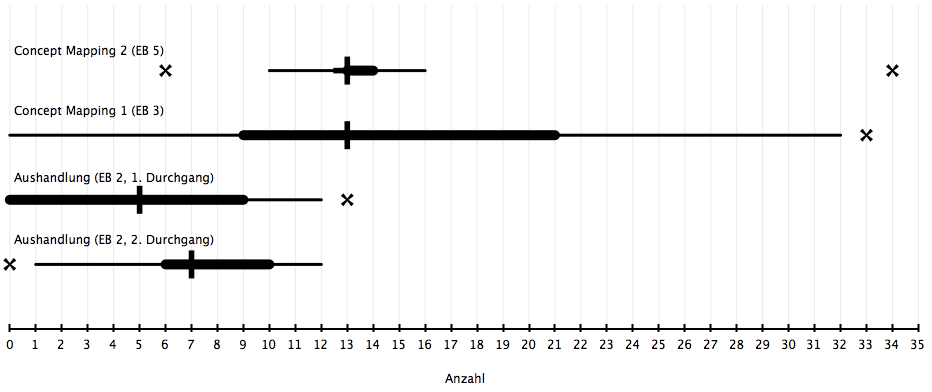 Concept Mapping 2 (EB 5)
Concept Mapping 1 (EB 3)
Aushandlung (EB 2, 1. Durchgang)
Aushandlung (EB 2, 2. Durchgang)
0 1 2 3 4 5 6 7 8 9 10 11 12 13 14 15 16 17 18 19 20 21 22 23 24 25 26 27 28 29 30 31 32 33 34 35
Anzahl